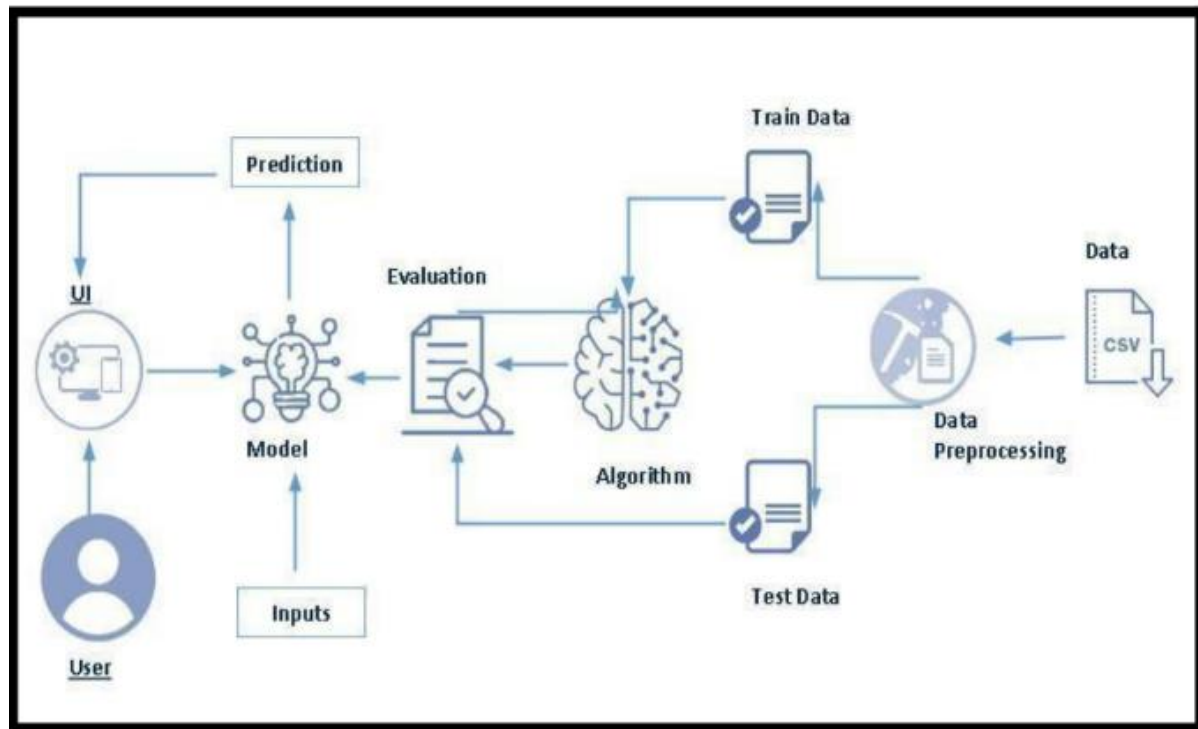 Train Data
Prediction
Data
Evaluation
UI
CSV
Data
Preprocessing
Model
Algorithm
Test Data
Inputs
User